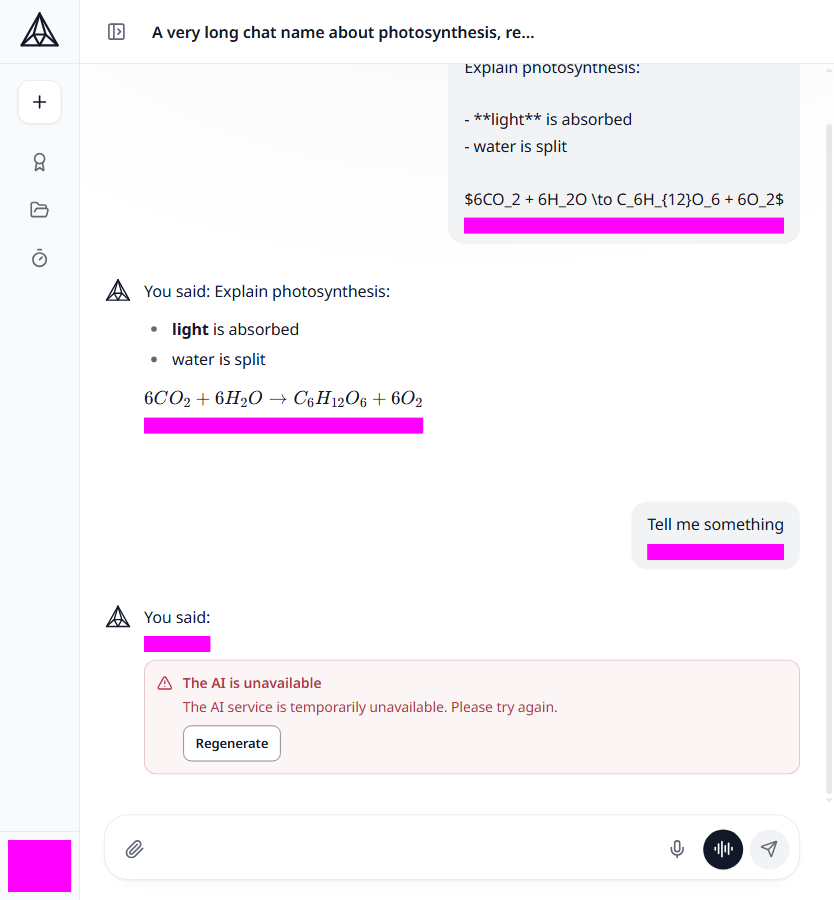 A very long chat name about photosynthesis, re...
Explain photosynthesis:
- **light** is absorbed
- water is split
$6CO_2 + 6H_2O \to C_6H_{12}O_6 + 6O_2$
You said: Explain photosynthesis:
• light is absorbed
• water is split
6CO₂ + 6H₂O → C₆H₁₂O₆ + 6O₂
Tell me something
You said:
The AI is unavailable
The AI service is temporarily unavailable. Please try again.
Regenerate